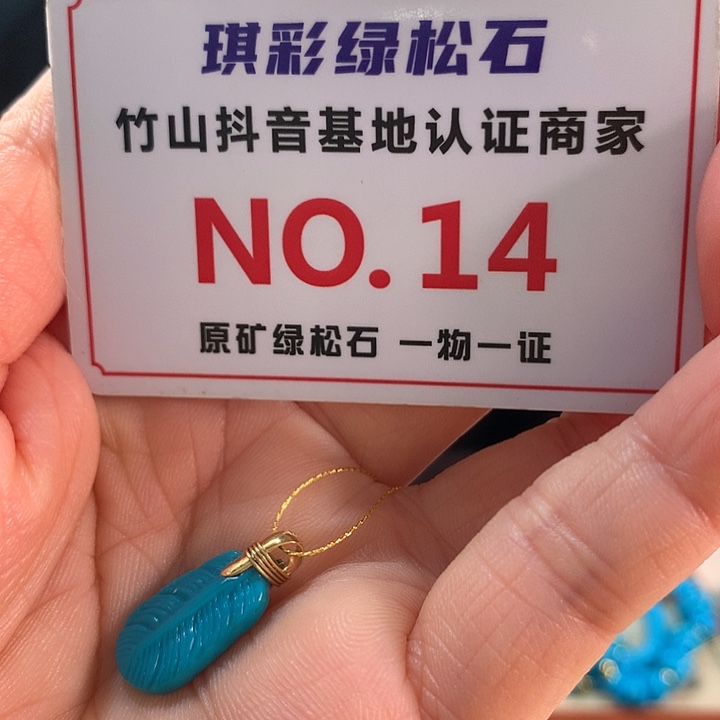 琪彩绿松石
竹山抖音基地认证商家
NO.14
原矿绿松石 一物一证